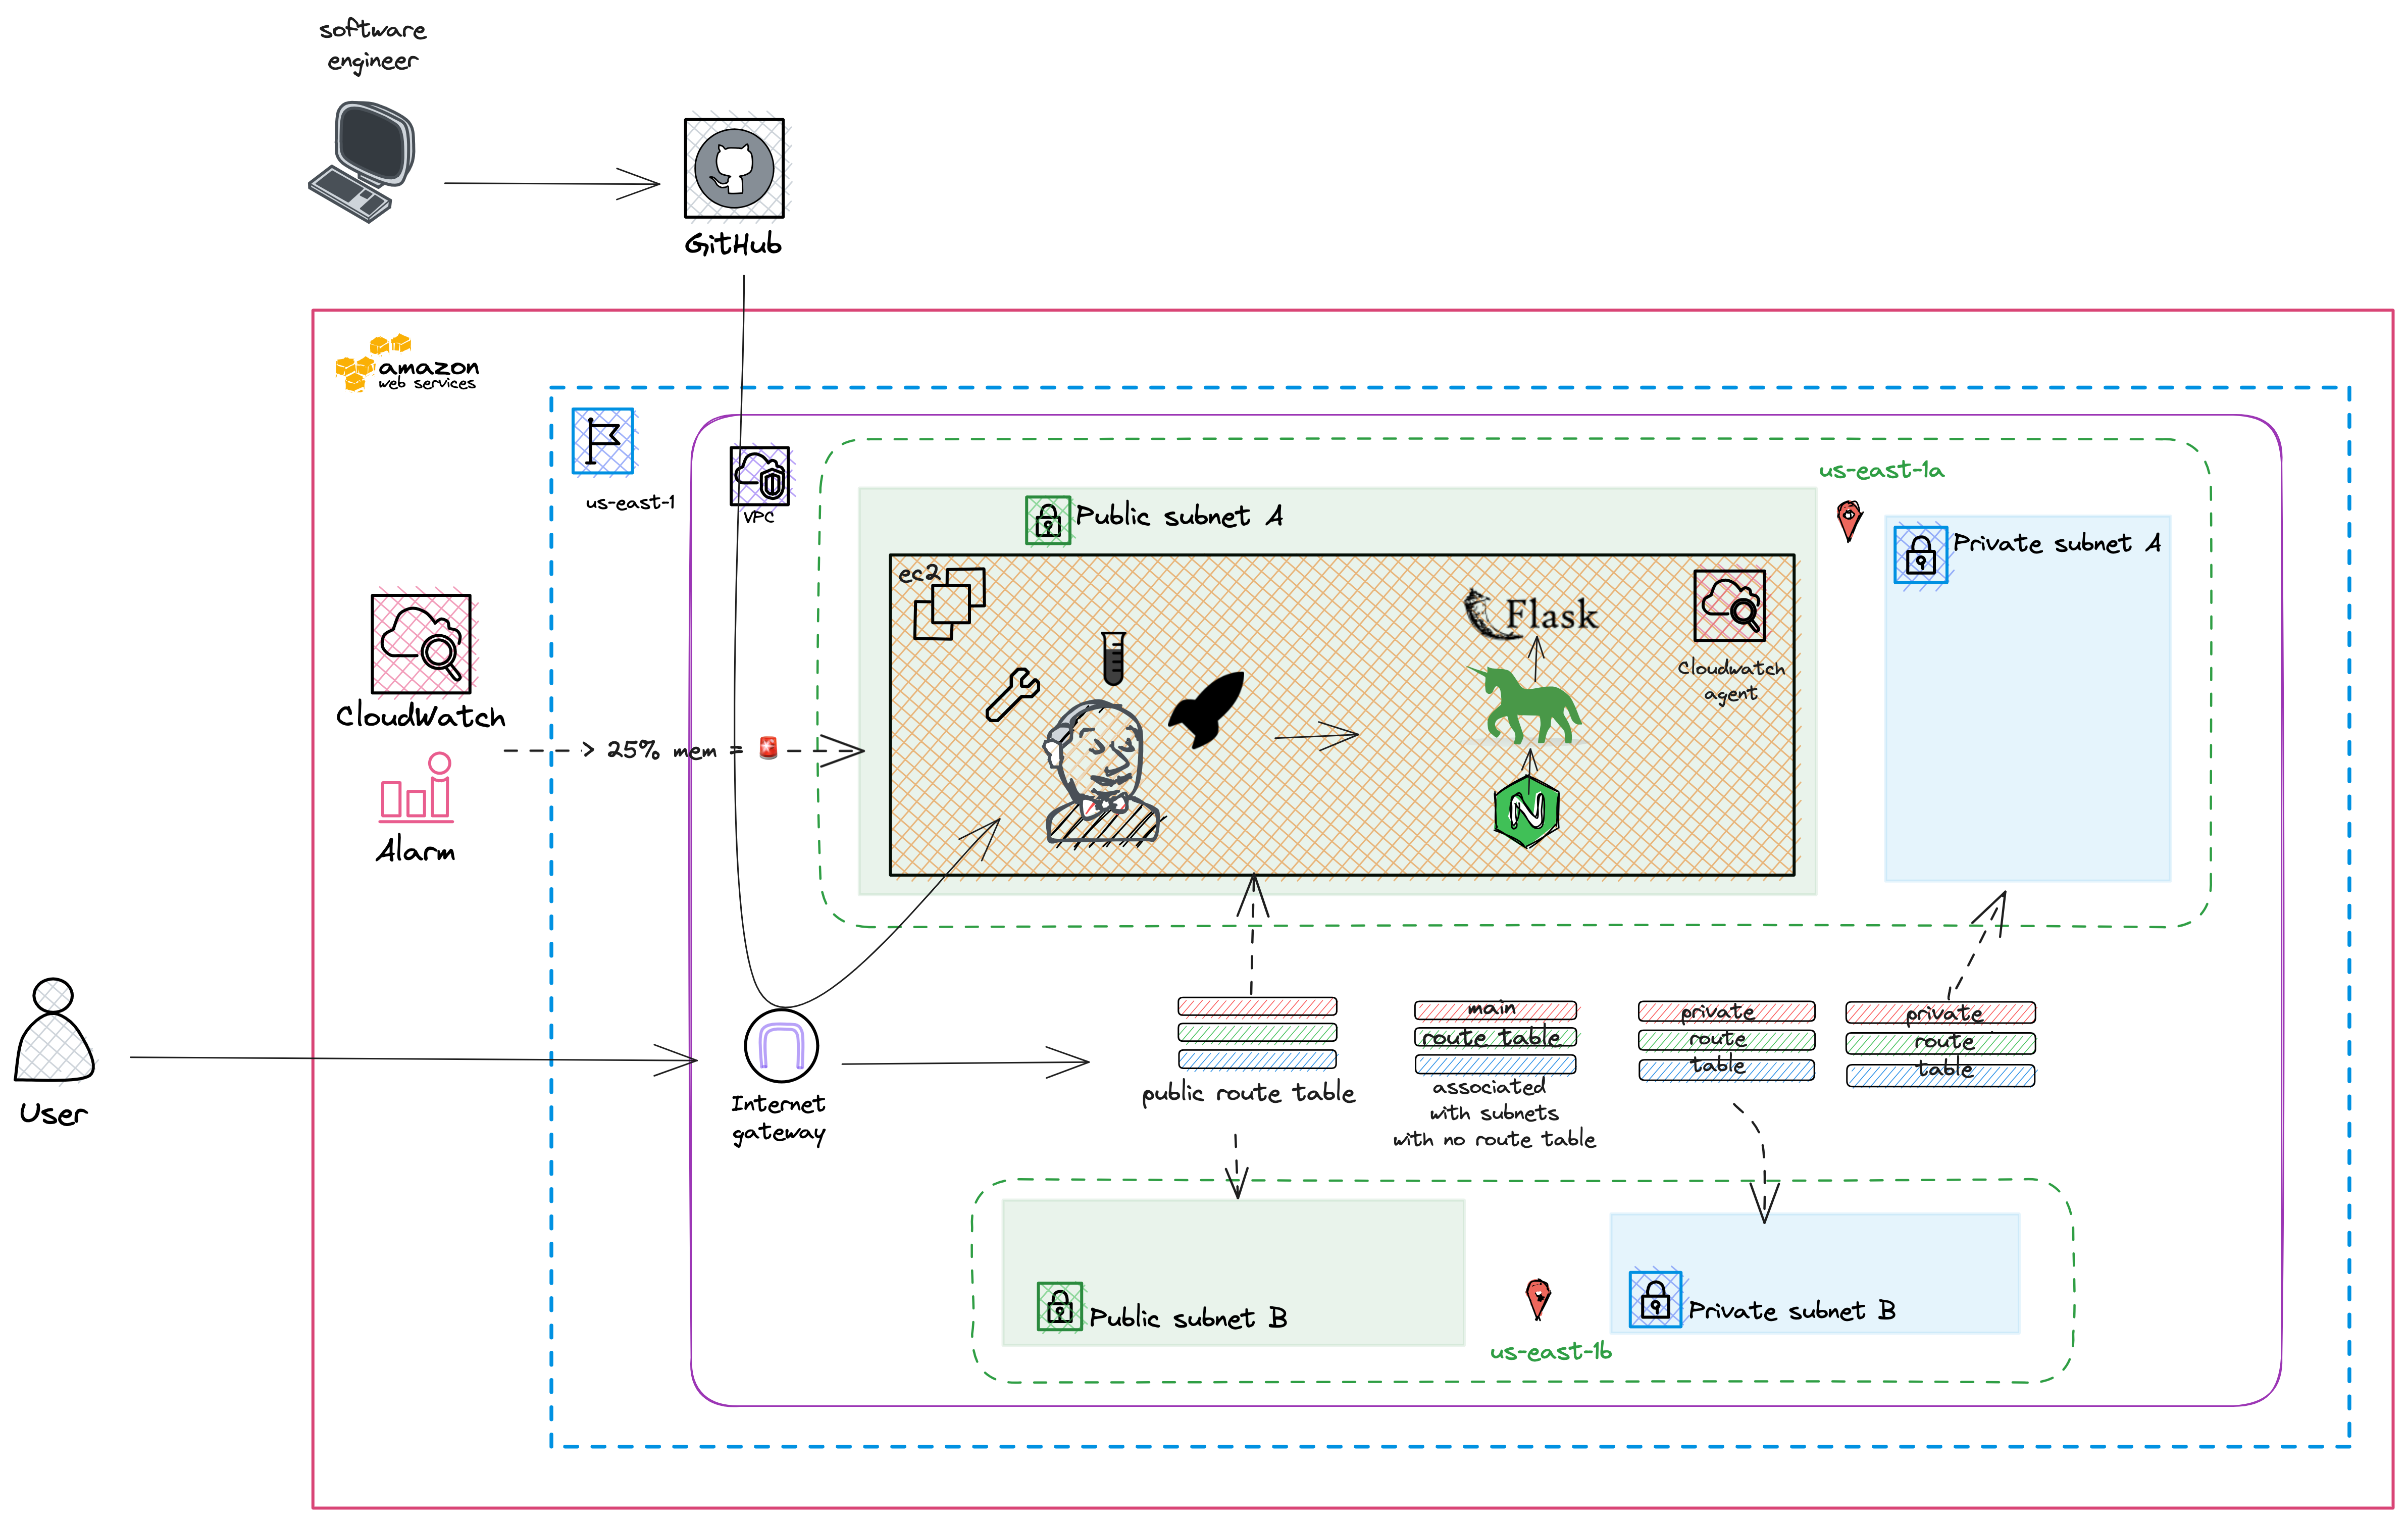 software
engineer
GitHub
amazon
web services
us-east-1
VPC
us-east-1a
Public subnet A
Private subnet A
ec2
Flask
Cloudwatch
agent
CloudWatch
> 25% mem = 🚨
Alarm
N
User
Internet
gateway
public route table
main
route table
associated
with subnets
with no route table
private
route
table
private
route
table
Public subnet B
Private subnet B
us-east-1b